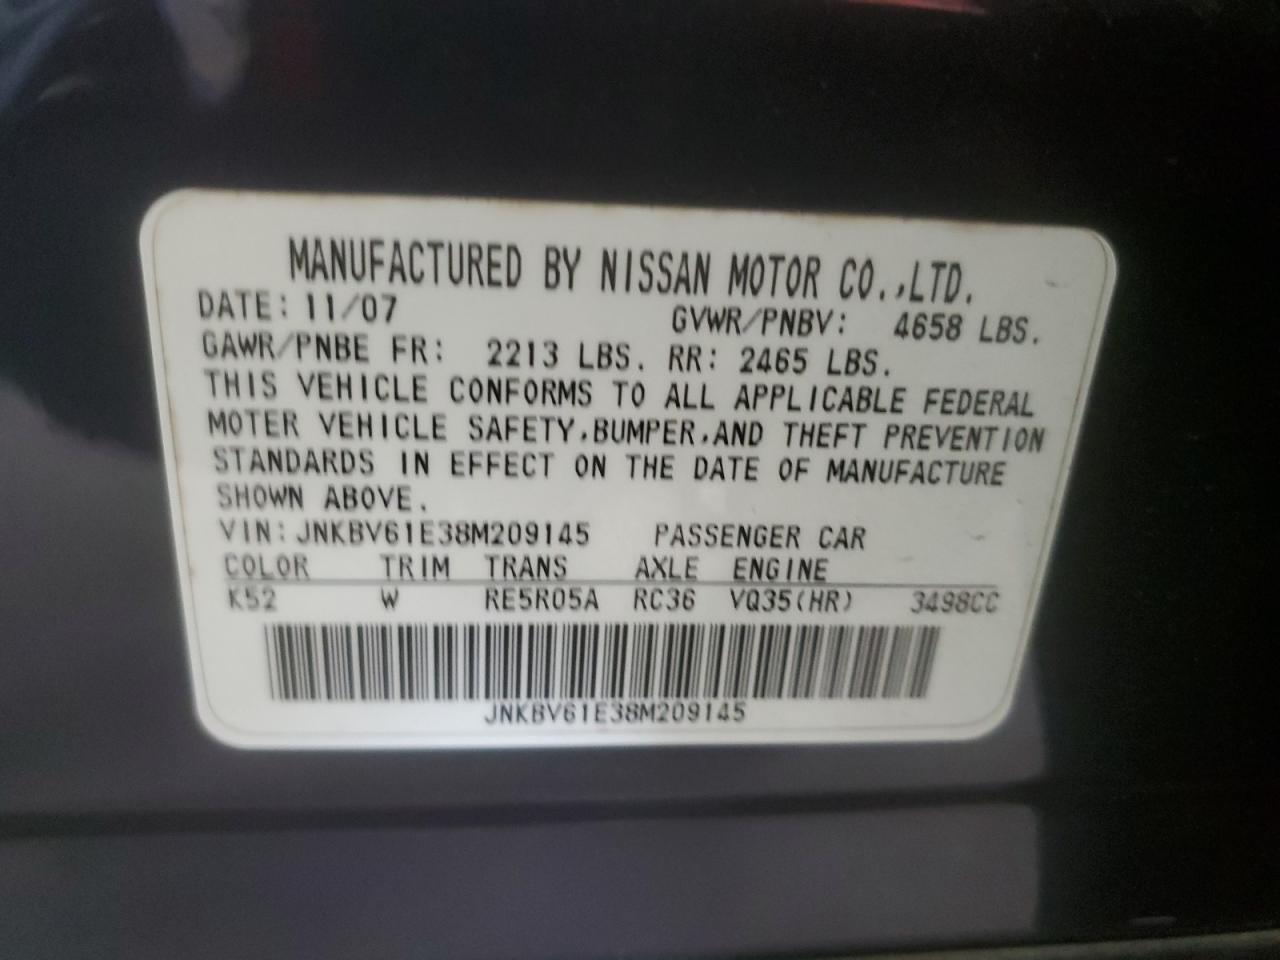 MANUFACTURED BY NISSAN MOTOR CO.,LTD.
DATE: 11/07 GVWR/PNBV: 4658 LBS.
GAWR/PNBE FR: 2213 LBS. RR: 2465 LBS.
THIS VEHICLE CONFORMS TO ALL APPLICABLE FEDERAL
MOTER VEHICLE SAFETY,BUMPER,AND THEFT PREVENTION
STANDARDS IN EFFECT ON THE DATE OF MANUFACTURE
SHOWN ABOVE.
VIN: JNKBV61E38M209145 PASSENGER CAR
COLOR TRIM TRANS AXLE ENGINE
K52 W RE5R05A RC36 VQ35(HR) 3498CC
JNKBV61E38M209145